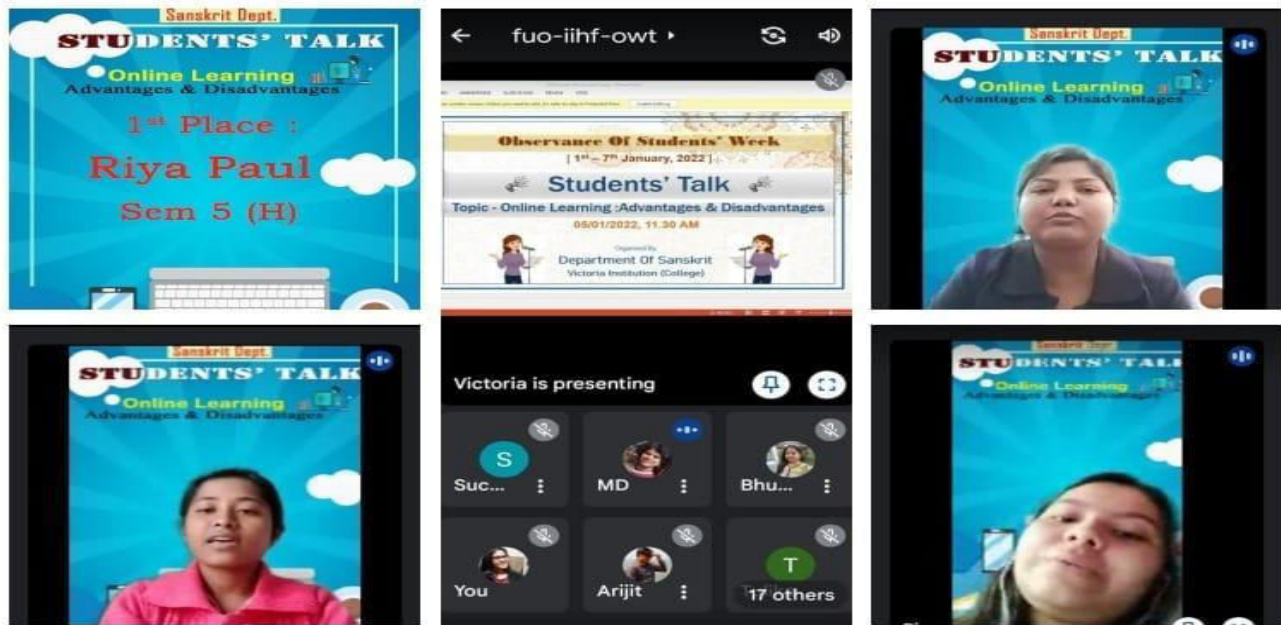 Sanskrit Dept.
STUDENTS' TALK
Online Learning
Advantages & Disadvantages
1st Place :
Riya Paul
Sem 5 (H)
fuo-iihf-owt
Observance Of Students' Week
[ 1st – 7th January, 2022 ]
Students' Talk
Topic - Online Learning :Advantages & Disadvantages
05/01/2022, 11.30 AM
Organised By
Department Of Sanskrit
Victoria Institution (College)
Victoria is presenting
S
Suc...
MD
Bhu...
You
Arijit
T
17 others
Sanskrit Dept.
STUDENTS' TALK
Online Learning
Advantages & Disadvantages
Sanskrit Dept.
STUDENTS' TALK
Online Learning
Advantages & Disadvantages
Sanskrit Dept.
STUDENTS' TALK
Online Learning
Advantages & Disadvantages